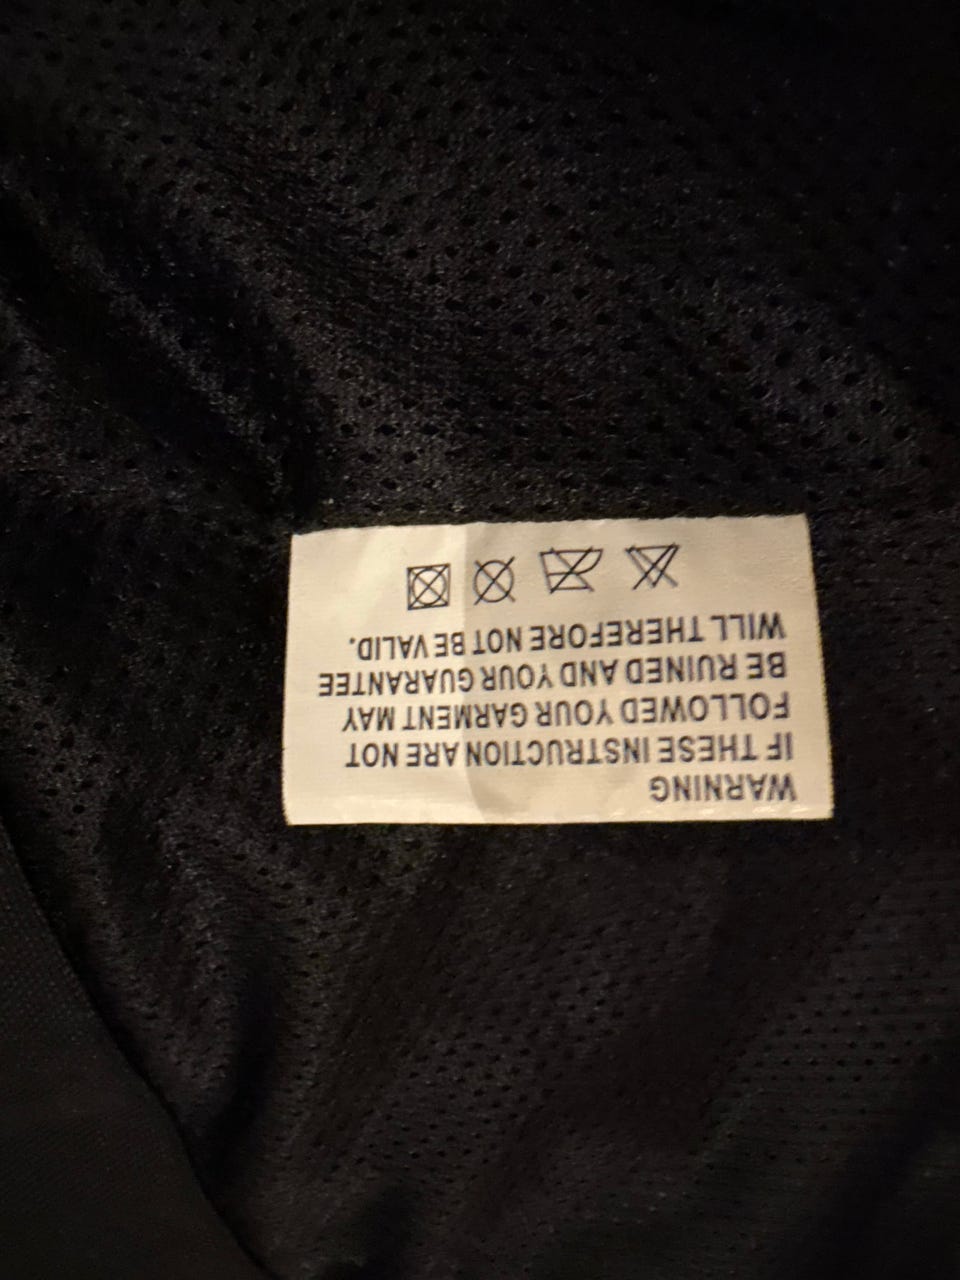 WARNING
IF THESE INSTRUCTION ARE NOT
FOLLOWED YOUR GARMENT MAY
BE RUINED AND YOUR GUARANTEE
WILL THEREFORE NOT BE VALID.